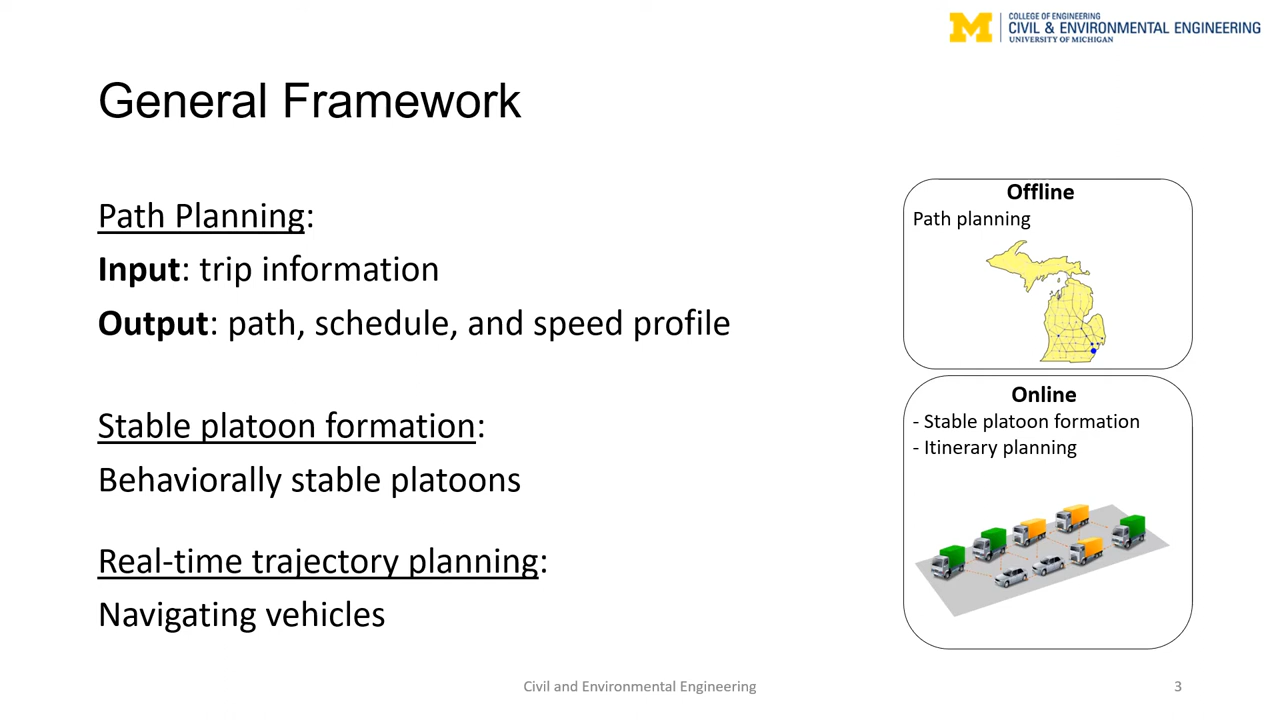 COLLEGE OF ENGINEERING
CIVIL & ENVIRONMENTAL ENGINEERING
UNIVERSITY OF MICHIGAN
General Framework
Path Planning:
Input: trip information
Output: path, schedule, and speed profile
Stable platoon formation:
Behaviorally stable platoons
Real-time trajectory planning:
Navigating vehicles
Offline
Path planning
Online
- Stable platoon formation
- Itinerary planning
Civil and Environmental Engineering
3